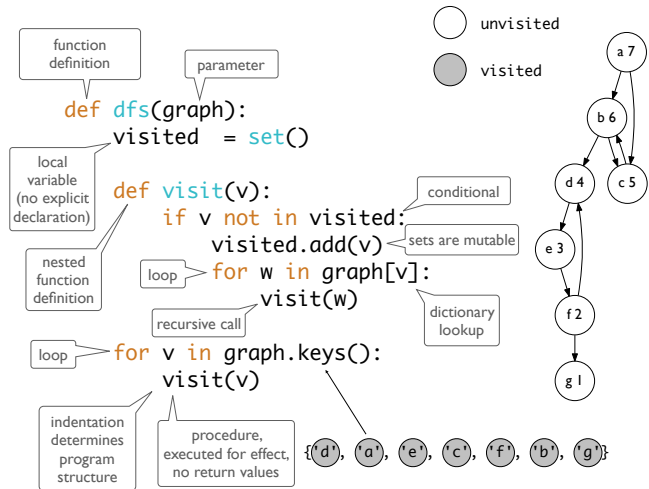 function
definition
parameter
def dfs(graph):
visited = set()
local
variable
(no explicit
declaration)
def visit(v):
conditional
if v not in visited:
visited.add(v)
sets are mutable
nested
function
definition
loop
for w in graph[v]:
visit(w)
dictionary
lookup
recursive call
loop
for v in graph.keys():
visit(v)
indentation
determines
program
structure
procedure,
executed for effect,
no return values
{'d', 'a', 'e', 'c', 'f', 'b', 'g'}
unvisited
visited
a 7
b 6
d 4
c 5
e 3
f 2
g 1